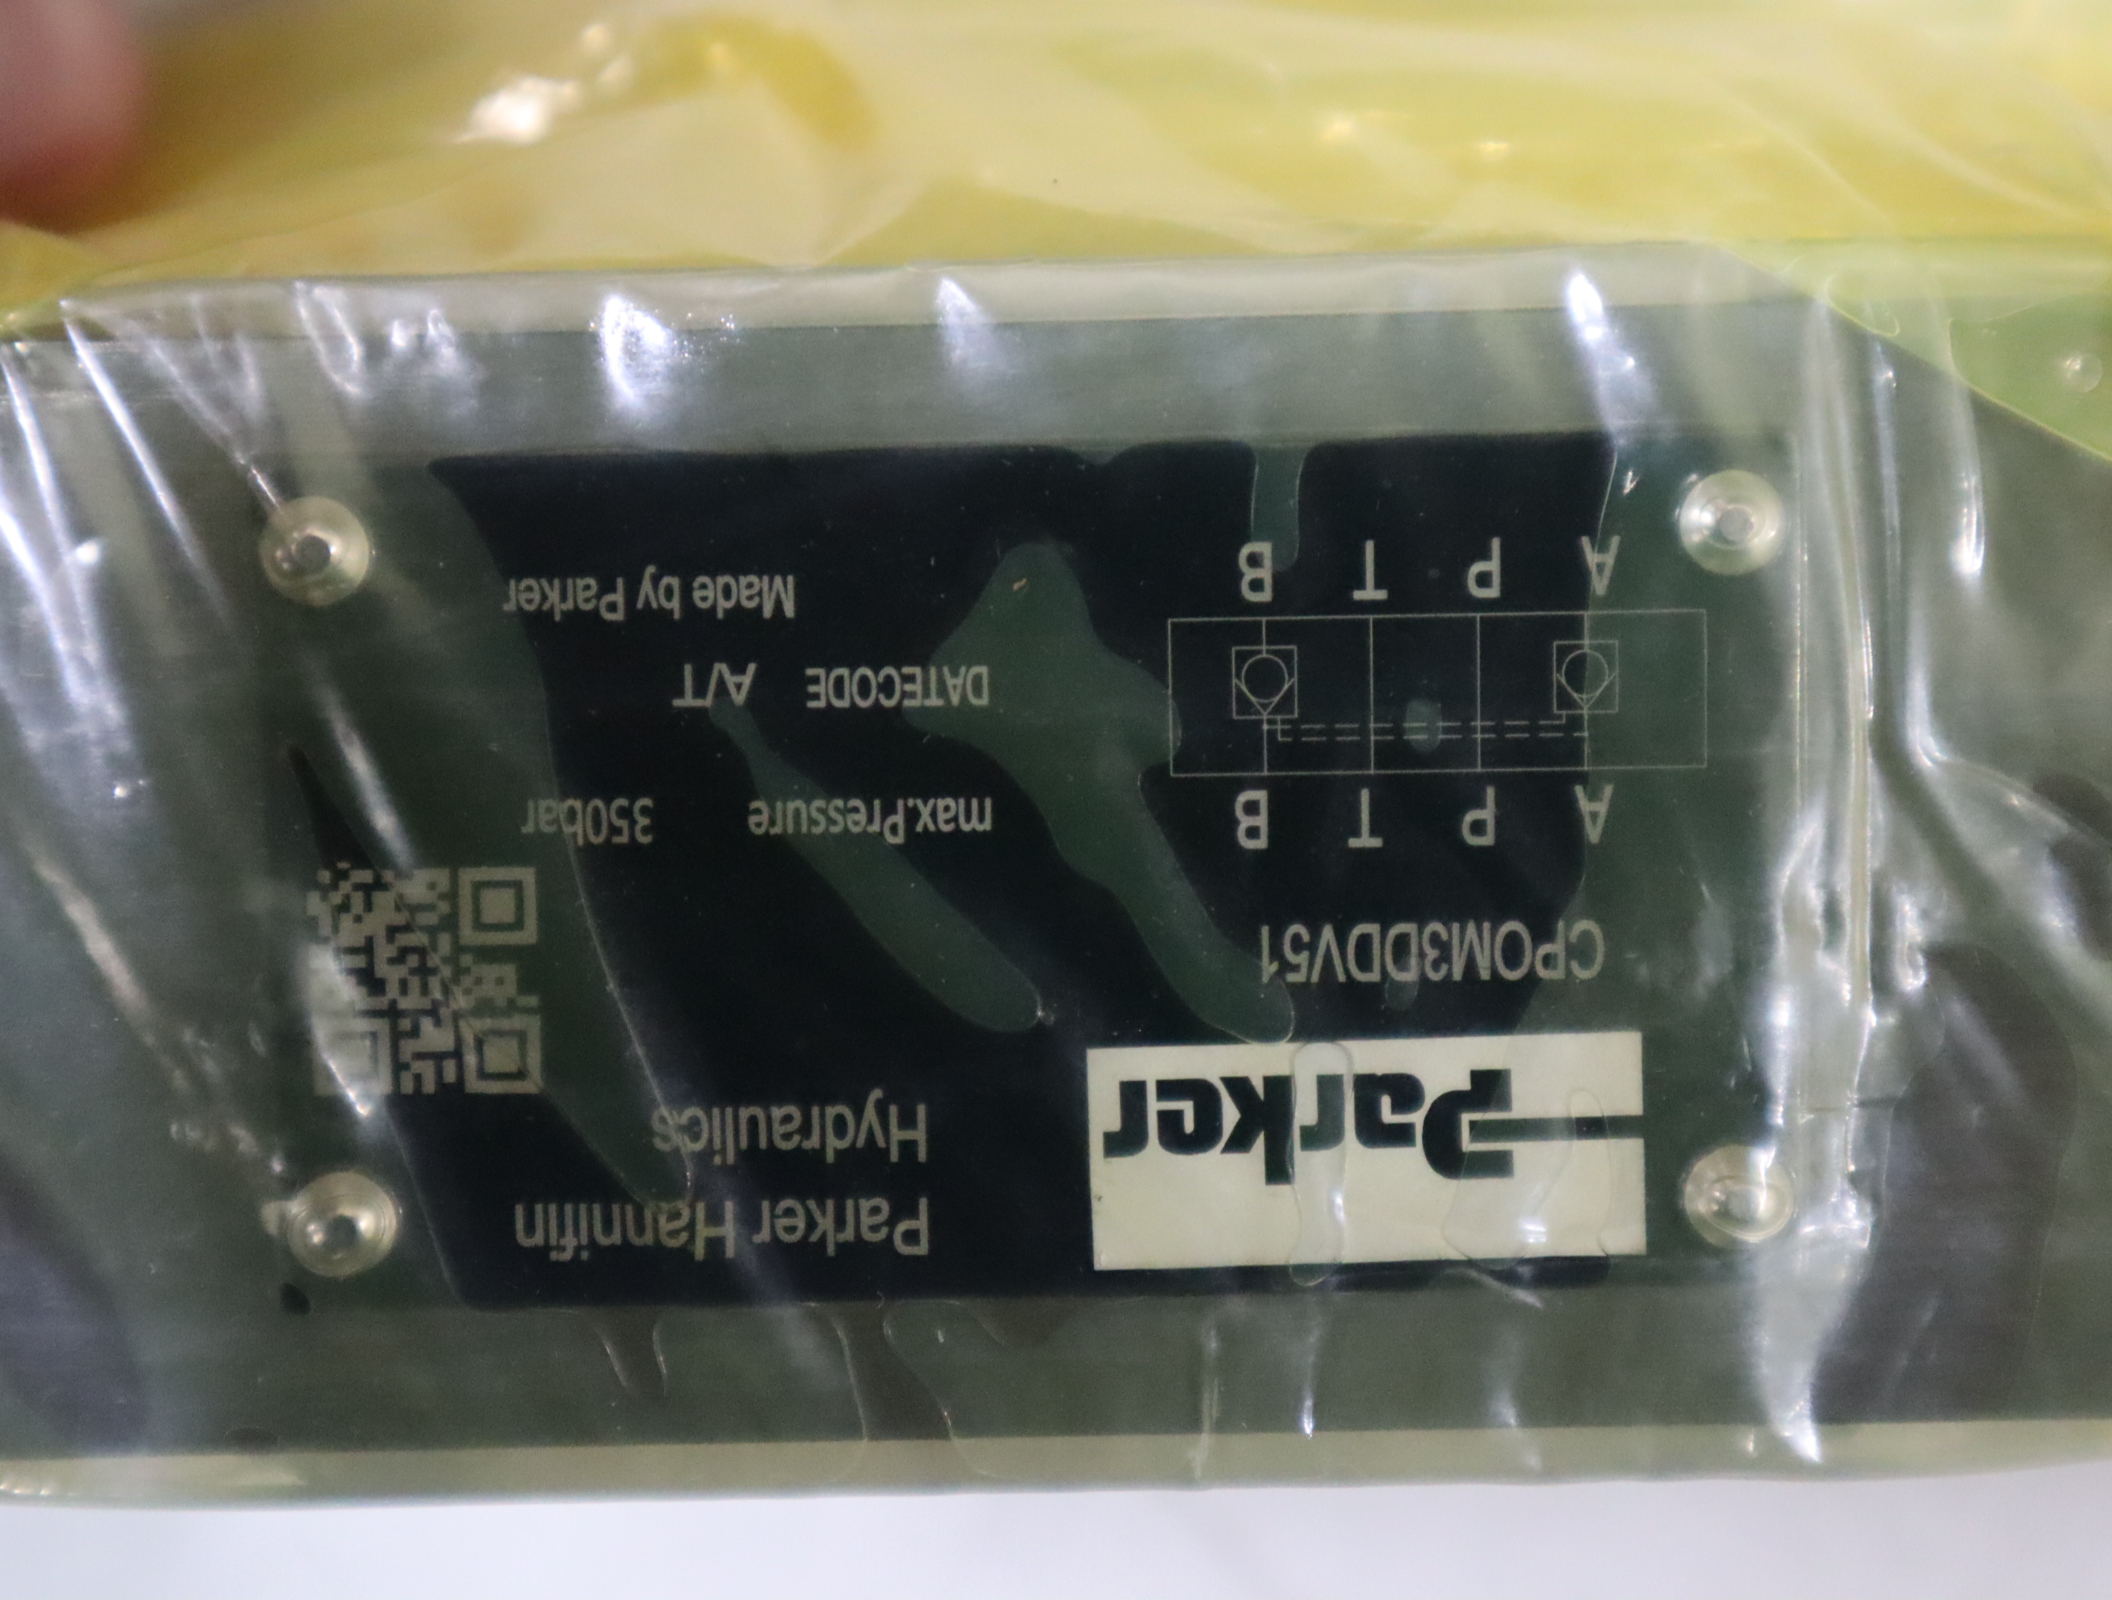 Parker
Parker Hannifin
Hydraulics
CPOM3DDV51
A P T B
max.Pressure 350bar
DATECODE A/T
A P T B
Made by Parker